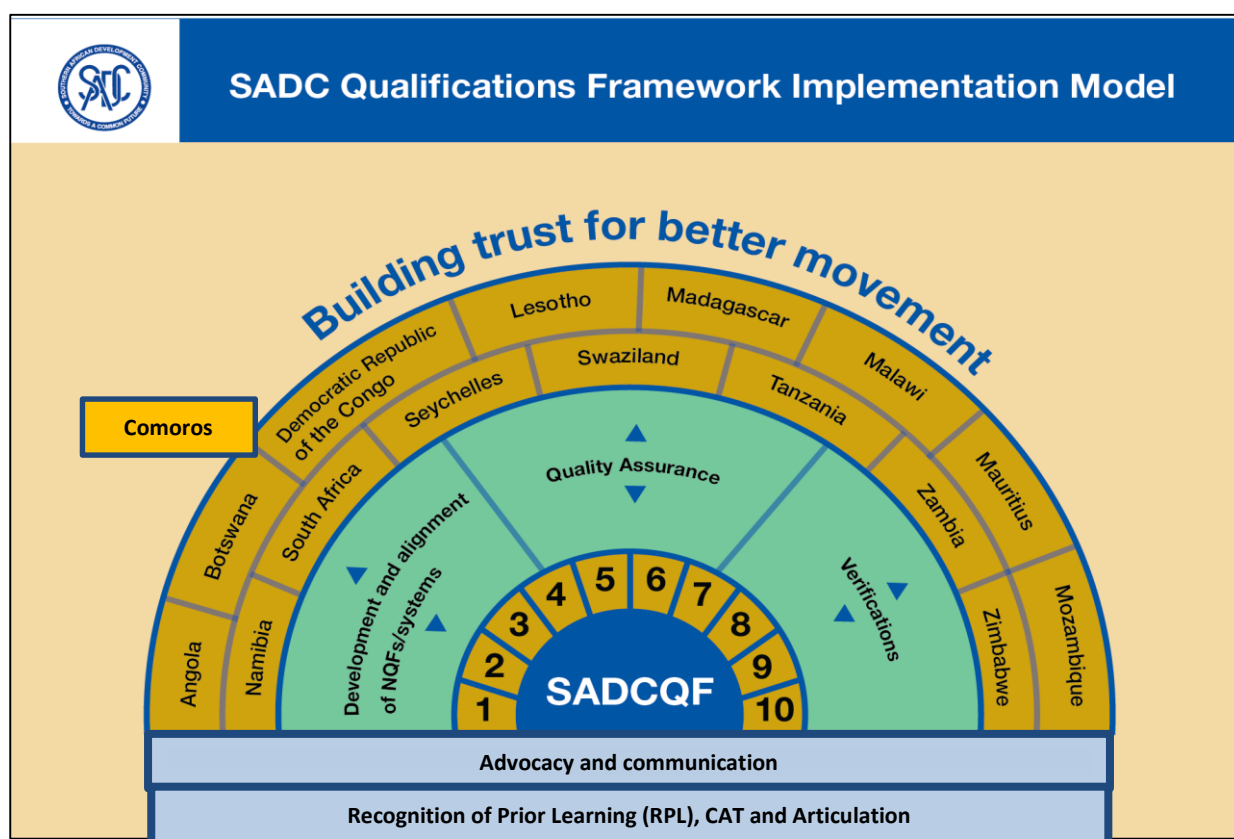 SOUTHERN AFRICAN DEVELOPMENT COMMUNITY
SADC
TOWARDS A COMMON FUTURE
SADC Qualifications Framework Implementation Model
Building trust for better movement
Comoros
Angola
Botswana
Democratic Republic
of the Congo
Lesotho
Madagascar
Malawi
Mauritius
Mozambique
Namibia
South Africa
Seychelles
Swaziland
Tanzania
Zambia
Zimbabwe
Development and alignment
of NQFs/systems
Quality Assurance
Verifications
1
2
3
4
5
6
7
8
9
10
SADCQF
Advocacy and communication
Recognition of Prior Learning (RPL), CAT and Articulation